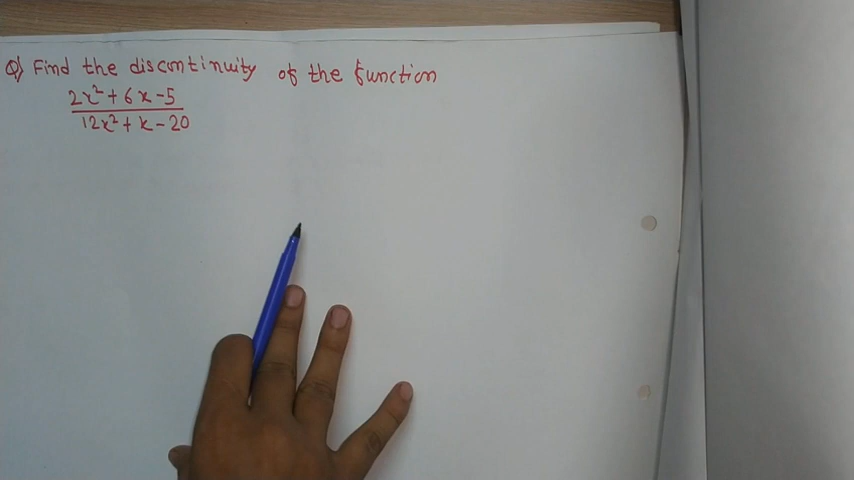 Q) Find the discontinuity of the function
2x² + 6x - 5
12x² + x - 20